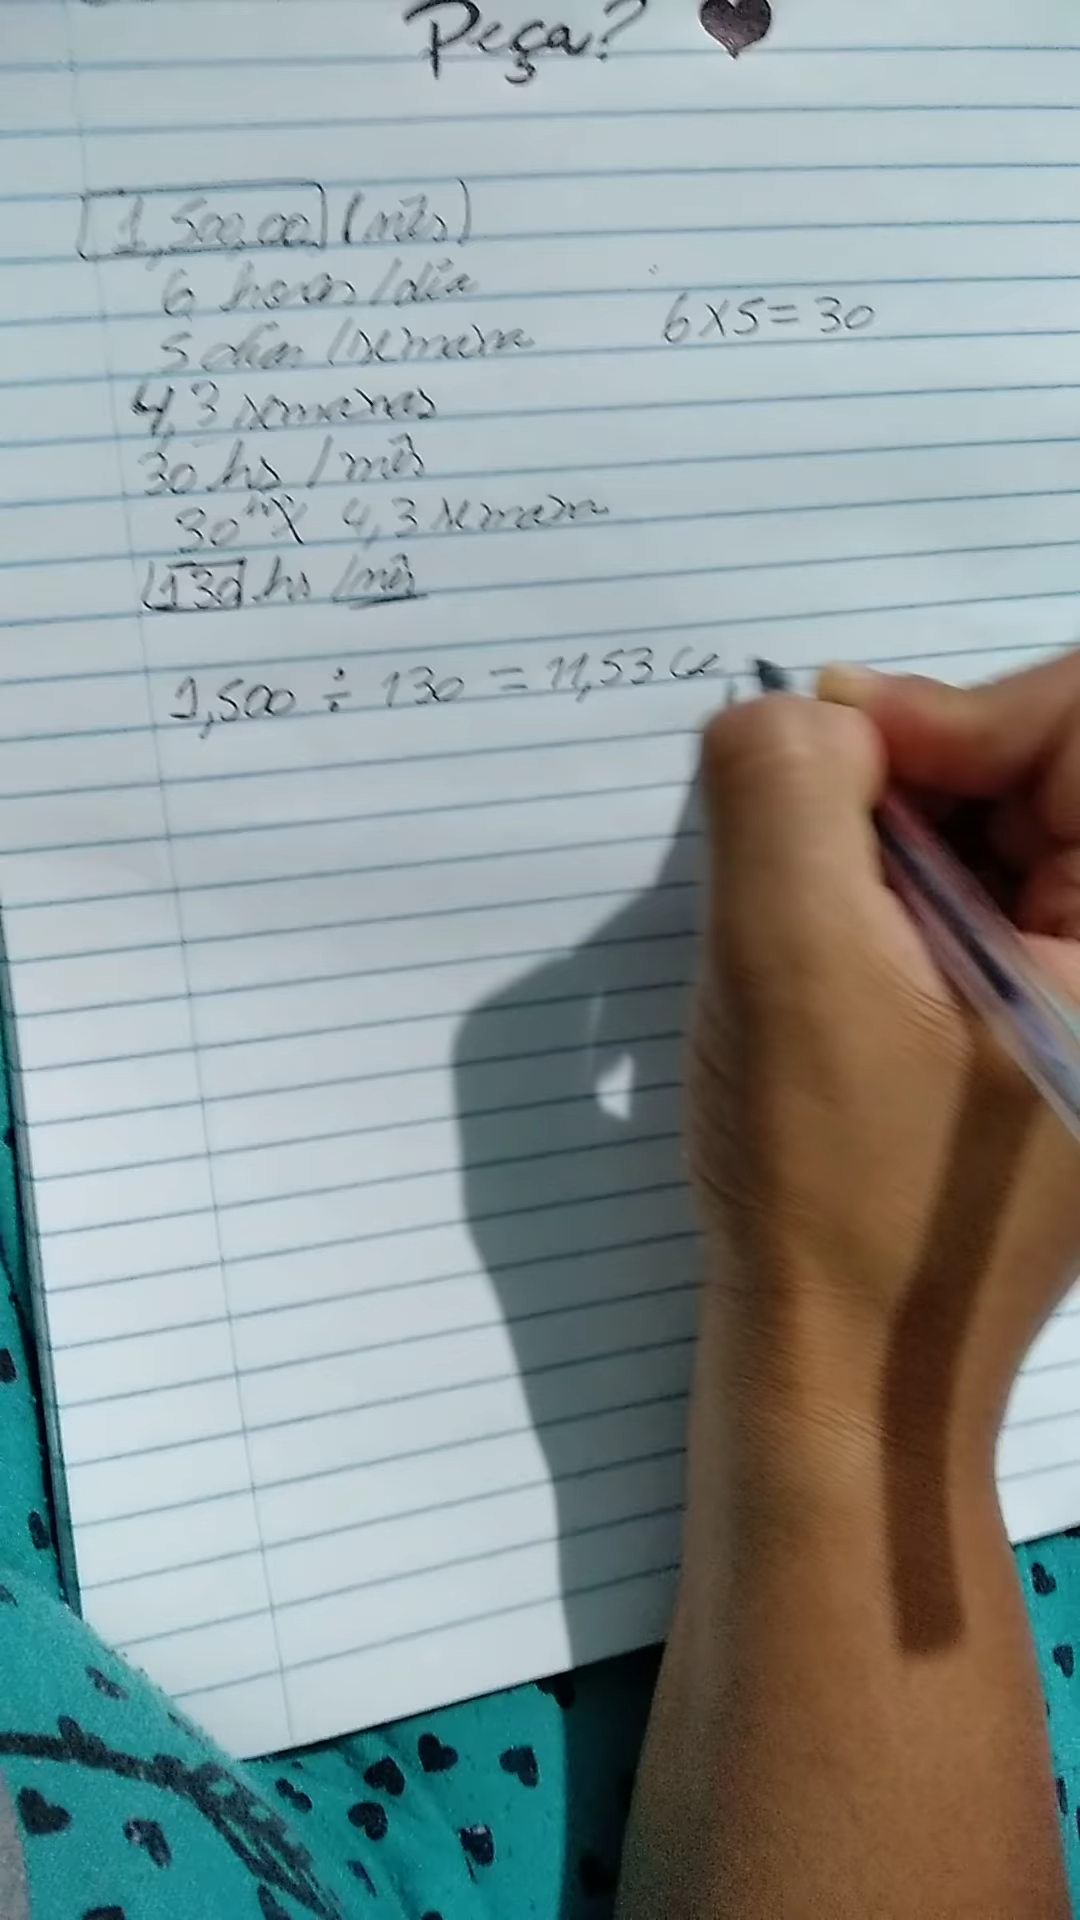 Peça?
1,500,00 (mês)
6 horas/dia
5 dias/semana
6x5=30
4,3 semanas
30 hs/mês
30 hs x 4,3 semana
130 hs/mês
1,500 ÷ 130 = 11,53